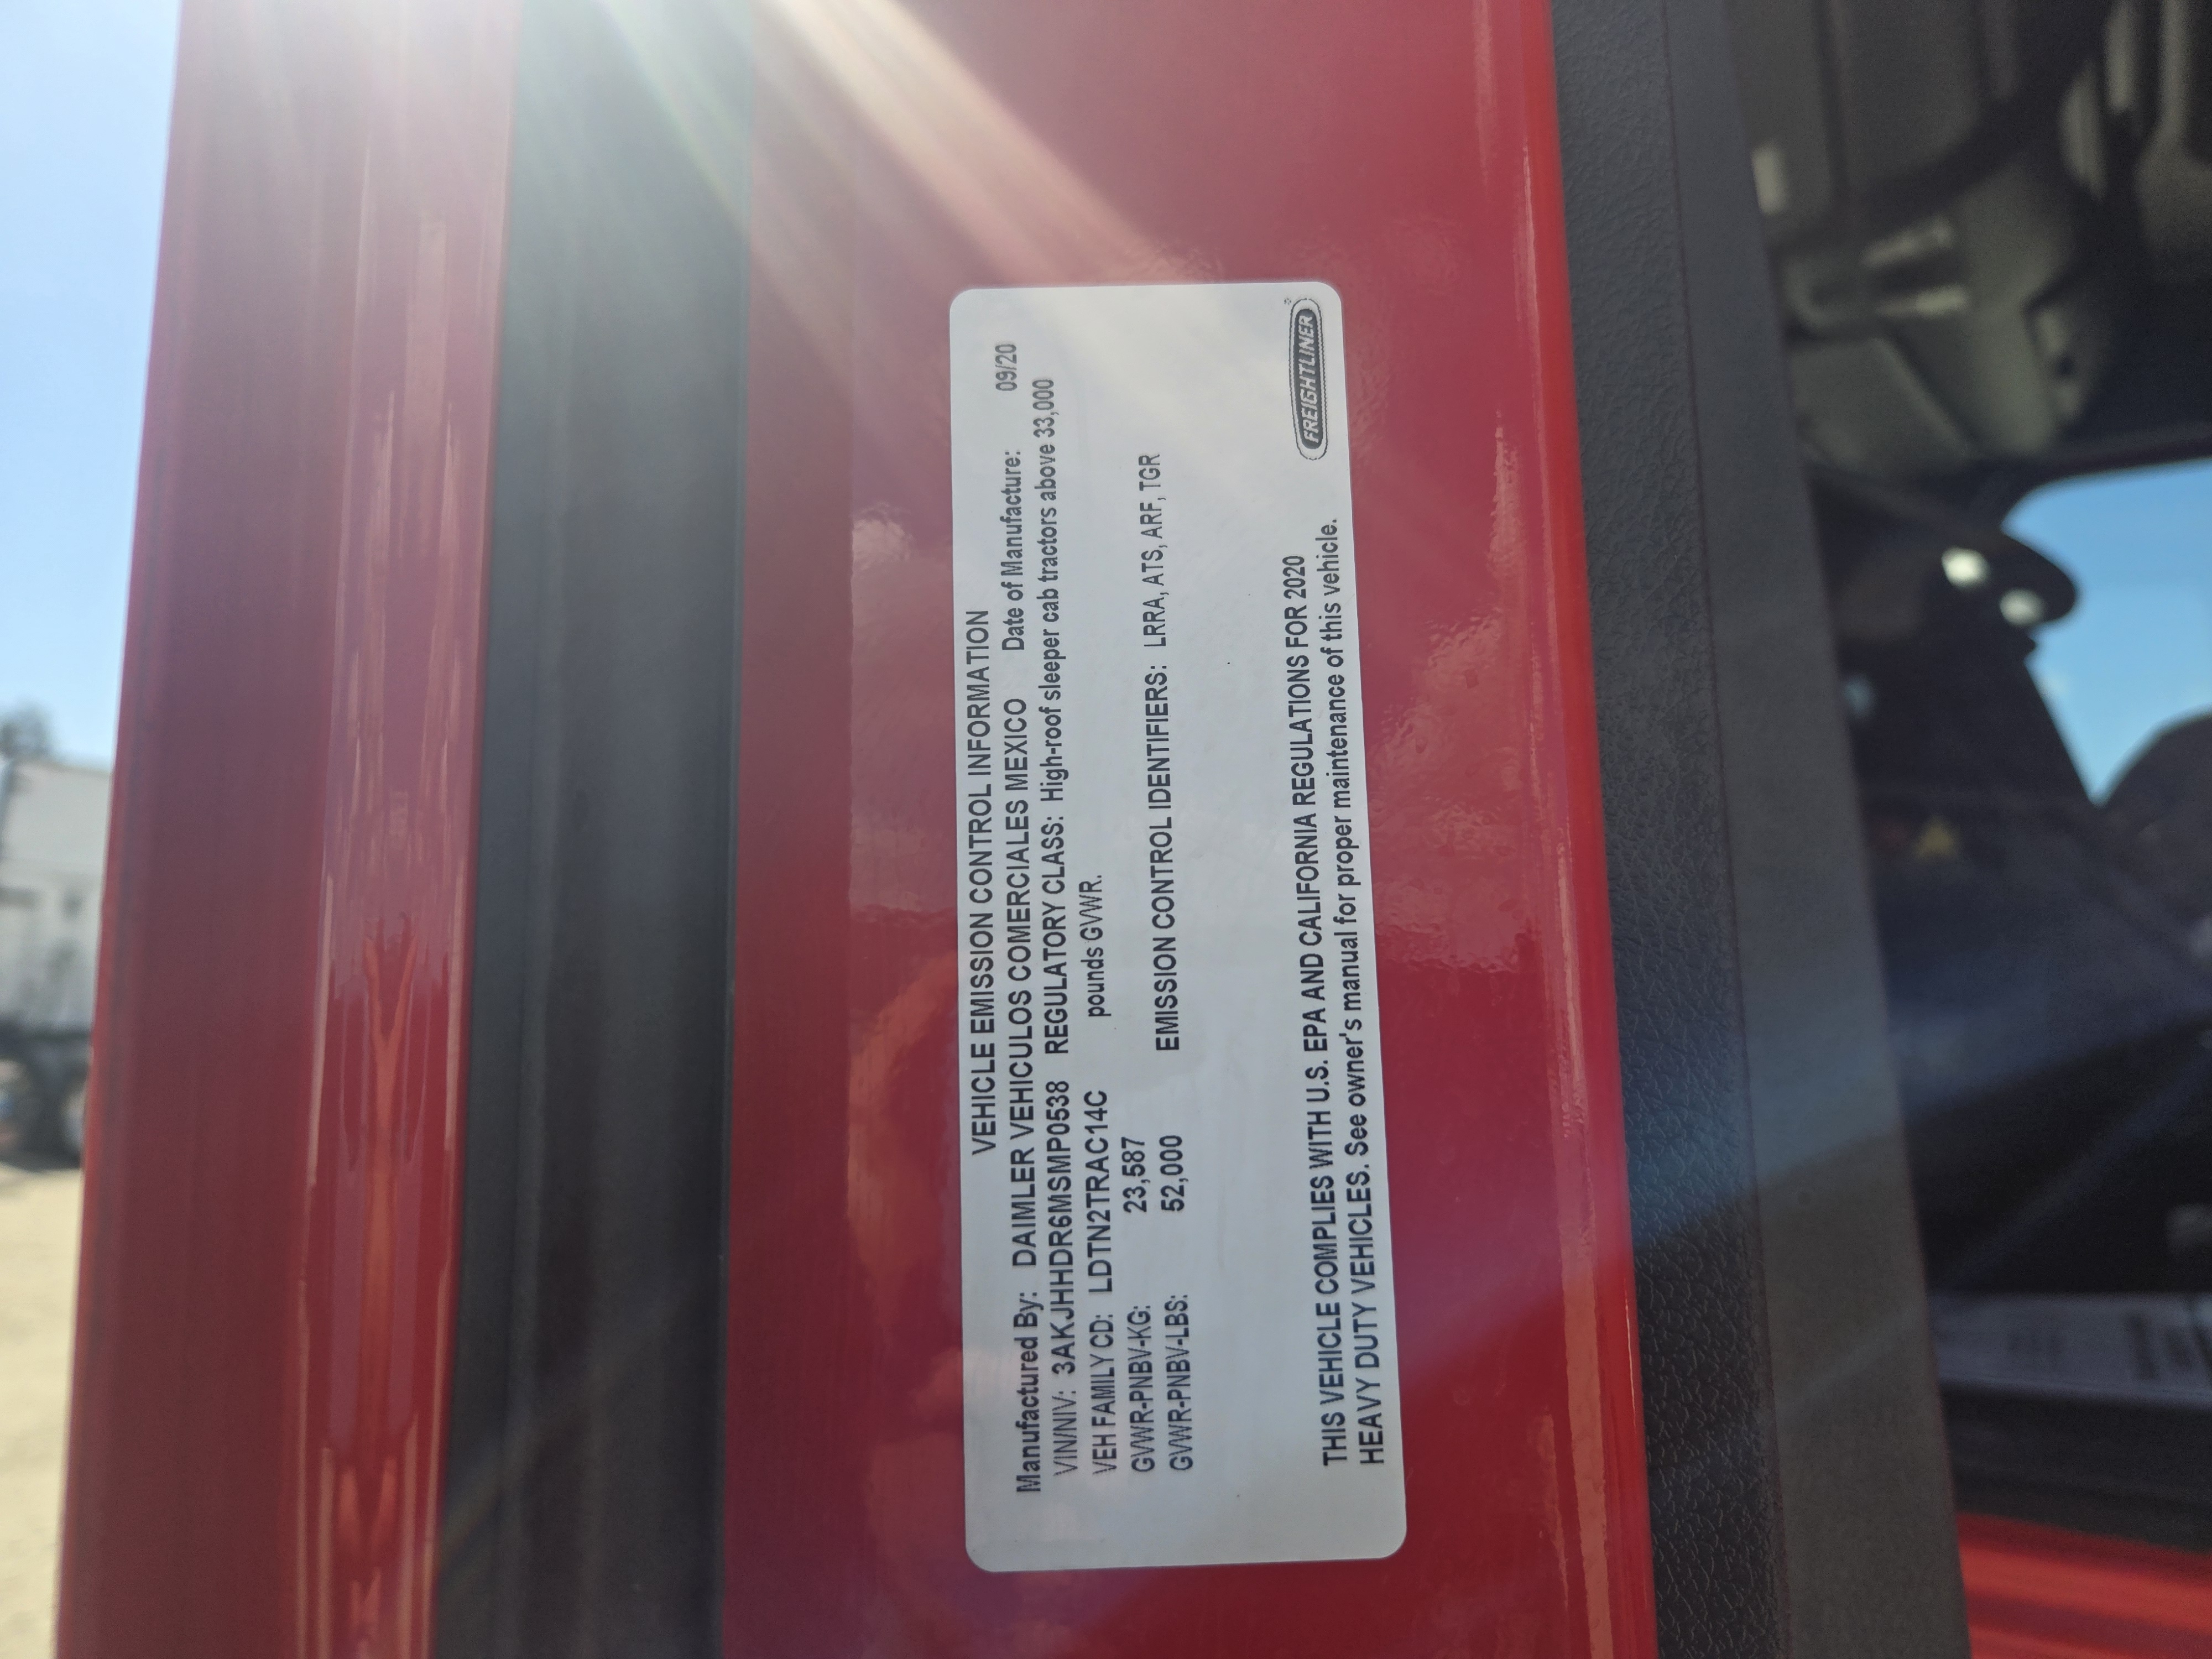 VEHICLE EMISSION CONTROL INFORMATION
Manufactured By: DAIMLER VEHICULOS COMERCIALES MEXICO Date of Manufacture: 09/20
VIN/NIV: 3AKJHHDR6MSMP0538 REGULATORY CLASS: High-roof sleeper cab tractors above 33,000
VEH FAMILY CD: LDTN2TRAC14C pounds GVWR.
GVWR-PNBV-KG: 23,587
GVWR-PNBV-LBS: 52,000 EMISSION CONTROL IDENTIFIERS: LRRA, ATS, ARF, TGR
THIS VEHICLE COMPLIES WITH U.S. EPA AND CALIFORNIA REGULATIONS FOR 2020
HEAVY DUTY VEHICLES. See owner's manual for proper maintenance of this vehicle.
FREIGHTLINER